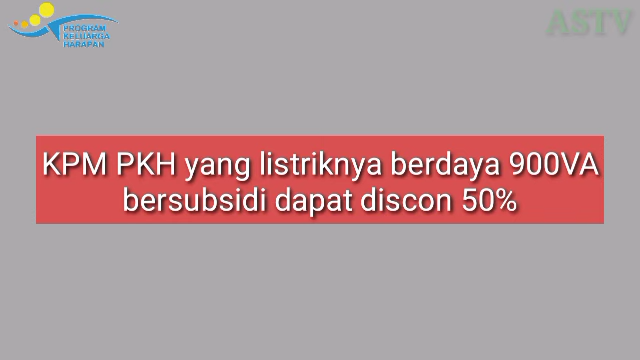 PROGRAM
KELUARGA
HARAPAN
ASTV
KPM PKH yang listriknya berdaya 900VA
bersubsidi dapat discon 50%